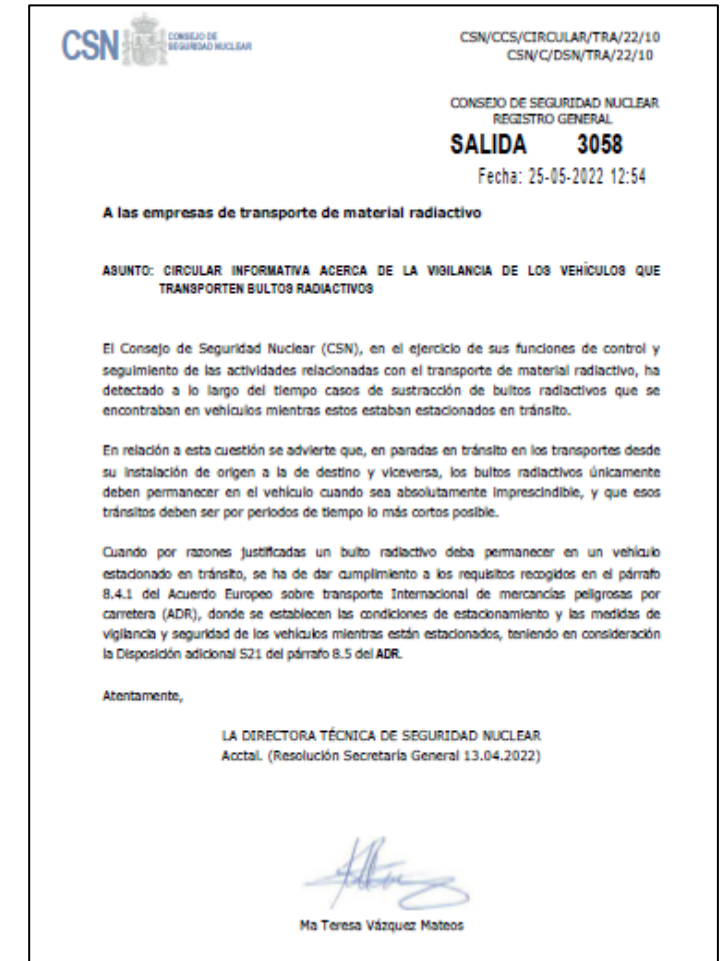 CSN
CONSEJO DE
SEGURIDAD NUCLEAR
CSN/CCS/CIRCULAR/TRA/22/10
CSN/C/DSN/TRA/22/10
CONSEJO DE SEGURIDAD NUCLEAR
REGISTRO GENERAL
SALIDA 3058
Fecha: 25-05-2022 12:54
A las empresas de transporte de material radiactivo
ASUNTO: CIRCULAR INFORMATIVA ACERCA DE LA VIGILANCIA DE LOS VEHÍCULOS QUE
TRANSPORTEN BULTOS RADIACTIVOS
El Consejo de Seguridad Nuclear (CSN), en el ejercicio de sus funciones de control y
seguimiento de las actividades relacionadas con el transporte de material radiactivo, ha
detectado a lo largo del tiempo casos de sustracción de bultos radiactivos que se
encontraban en vehículos mientras estos estaban estacionados en tránsito.
En relación a esta cuestión se advierte que, en paradas en tránsito en los transportes desde
su instalación de origen a la de destino y viceversa, los bultos radiactivos únicamente
deben permanecer en el vehículo cuando sea absolutamente imprescindible, y que esos
tránsitos deben ser por periodos de tiempo lo más cortos posible.
Cuando por razones justificadas un bulto radiactivo deba permanecer en un vehículo
estacionado en tránsito, se ha de dar cumplimiento a los requisitos recogidos en el párrafo
8.4.1 del Acuerdo Europeo sobre transporte Internacional de mercancías peligrosas por
carretera (ADR), donde se establecen las condiciones de estacionamiento y las medidas de
vigilancia y seguridad de los vehículos mientras están estacionados, teniendo en consideración
la Disposición adicional S21 del párrafo 8.5 del ADR.
Atentamente,
LA DIRECTORA TÉCNICA DE SEGURIDAD NUCLEAR
Acctal. (Resolución Secretaría General 13.04.2022)
Ma Teresa Vázquez Mateos